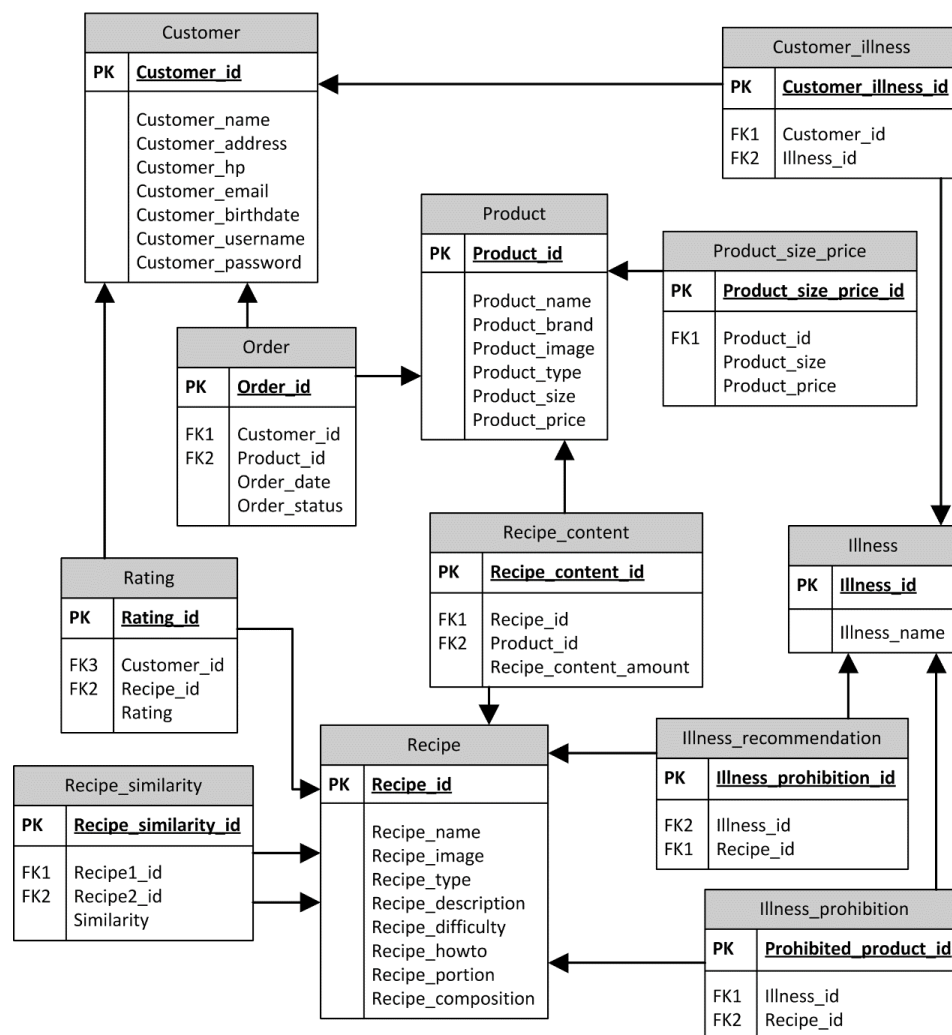 Customer
PK Customer_id
Customer_name
Customer_address
Customer_hp
Customer_email
Customer_birthdate
Customer_username
Customer_password
Customer_illness
PK Customer_illness_id
FK1 Customer_id
FK2 Illness_id
Product
PK Product_id
Product_name
Product_brand
Product_image
Product_type
Product_size
Product_price
Product_size_price
PK Product_size_price_id
FK1 Product_id
Product_size
Product_price
Order
PK Order_id
FK1 Customer_id
FK2 Product_id
Order_date
Order_status
Recipe_content
PK Recipe_content_id
FK1 Recipe_id
FK2 Product_id
Recipe_content_amount
Illness
PK Illness_id
Illness_name
Rating
PK Rating_id
FK3 Customer_id
FK2 Recipe_id
Rating
Recipe
PK Recipe_id
Recipe_name
Recipe_image
Recipe_type
Recipe_description
Recipe_difficulty
Recipe_howto
Recipe_portion
Recipe_composition
Illness_recommendation
PK Illness_prohibition_id
FK2 Illness_id
FK1 Recipe_id
Recipe_similarity
PK Recipe_similarity_id
FK1 Recipe1_id
FK2 Recipe2_id
Similarity
Illness_prohibition
PK Prohibited_product_id
FK1 Illness_id
FK2 Recipe_id